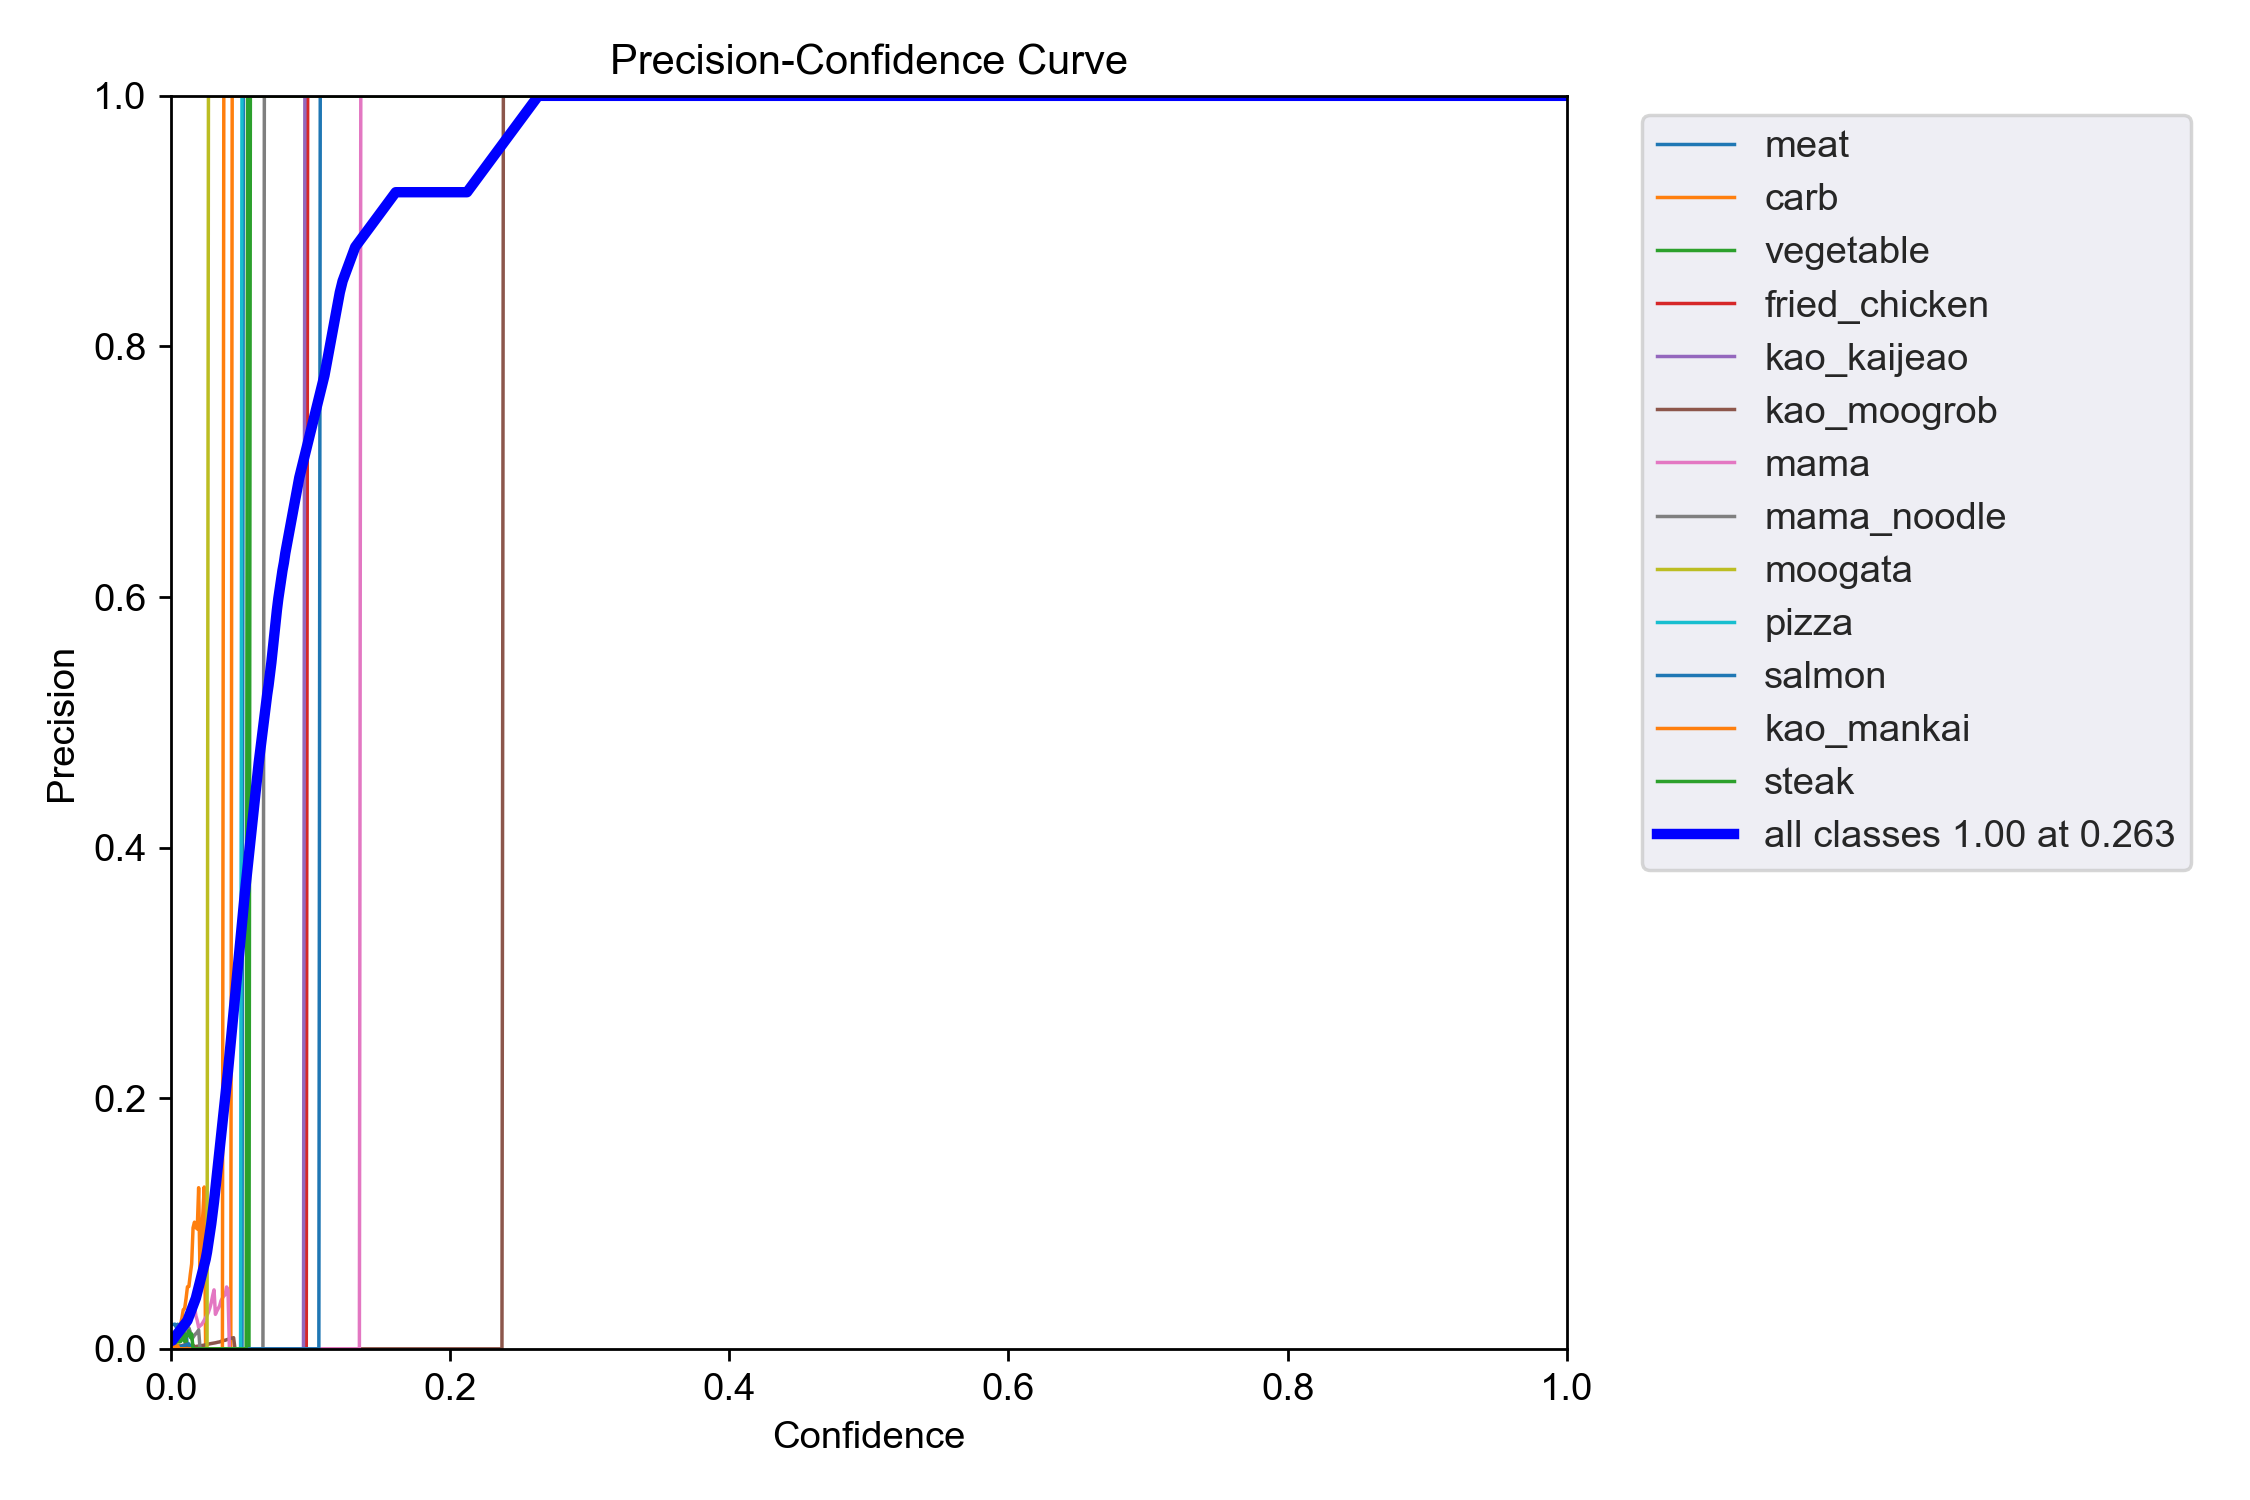 Precision-Confidence Curve
1.0
0.8
0.6
0.4
0.2
0.0
Precision
0.0 0.2 0.4 0.6 0.8 1.0
Confidence
meat
carb
vegetable
fried_chicken
kao_kaijeao
kao_moogrob
mama
mama_noodle
moogata
pizza
salmon
kao_mankai
steak
all classes 1.00 at 0.263